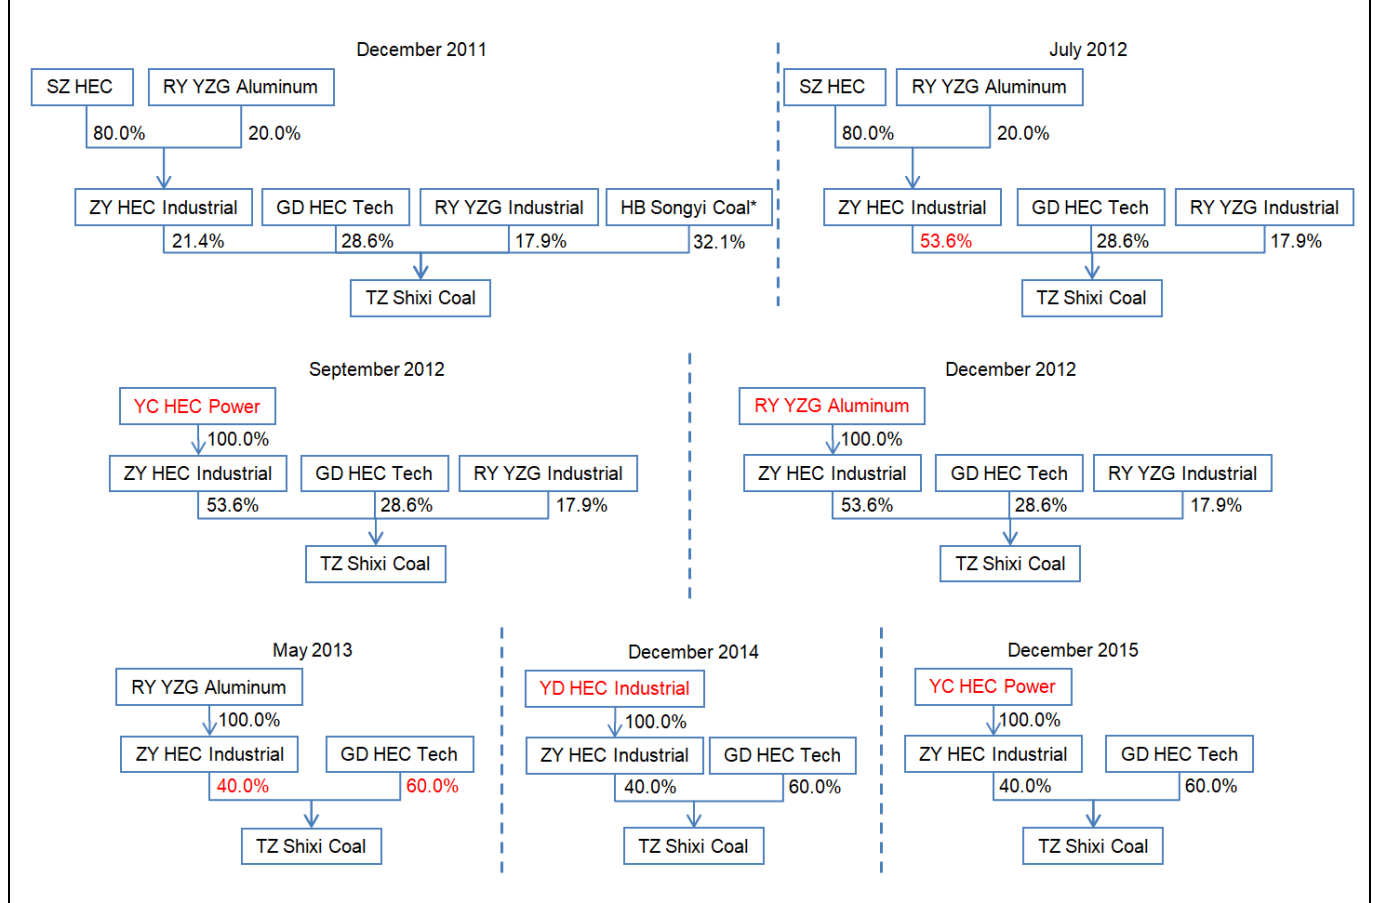 December 2011
SZ HEC
RY YZG Aluminum
80.0%
20.0%
ZY HEC Industrial
GD HEC Tech
RY YZG Industrial
HB Songyi Coal*
21.4%
28.6%
17.9%
32.1%
TZ Shixi Coal
July 2012
SZ HEC
RY YZG Aluminum
80.0%
20.0%
ZY HEC Industrial
GD HEC Tech
RY YZG Industrial
53.6%
28.6%
17.9%
TZ Shixi Coal
September 2012
YC HEC Power
100.0%
ZY HEC Industrial
GD HEC Tech
RY YZG Industrial
53.6%
28.6%
17.9%
TZ Shixi Coal
December 2012
RY YZG Aluminum
100.0%
ZY HEC Industrial
GD HEC Tech
RY YZG Industrial
53.6%
28.6%
17.9%
TZ Shixi Coal
May 2013
RY YZG Aluminum
100.0%
ZY HEC Industrial
GD HEC Tech
40.0%
60.0%
TZ Shixi Coal
December 2014
YD HEC Industrial
100.0%
ZY HEC Industrial
GD HEC Tech
40.0%
60.0%
TZ Shixi Coal
December 2015
YC HEC Power
100.0%
ZY HEC Industrial
GD HEC Tech
40.0%
60.0%
TZ Shixi Coal